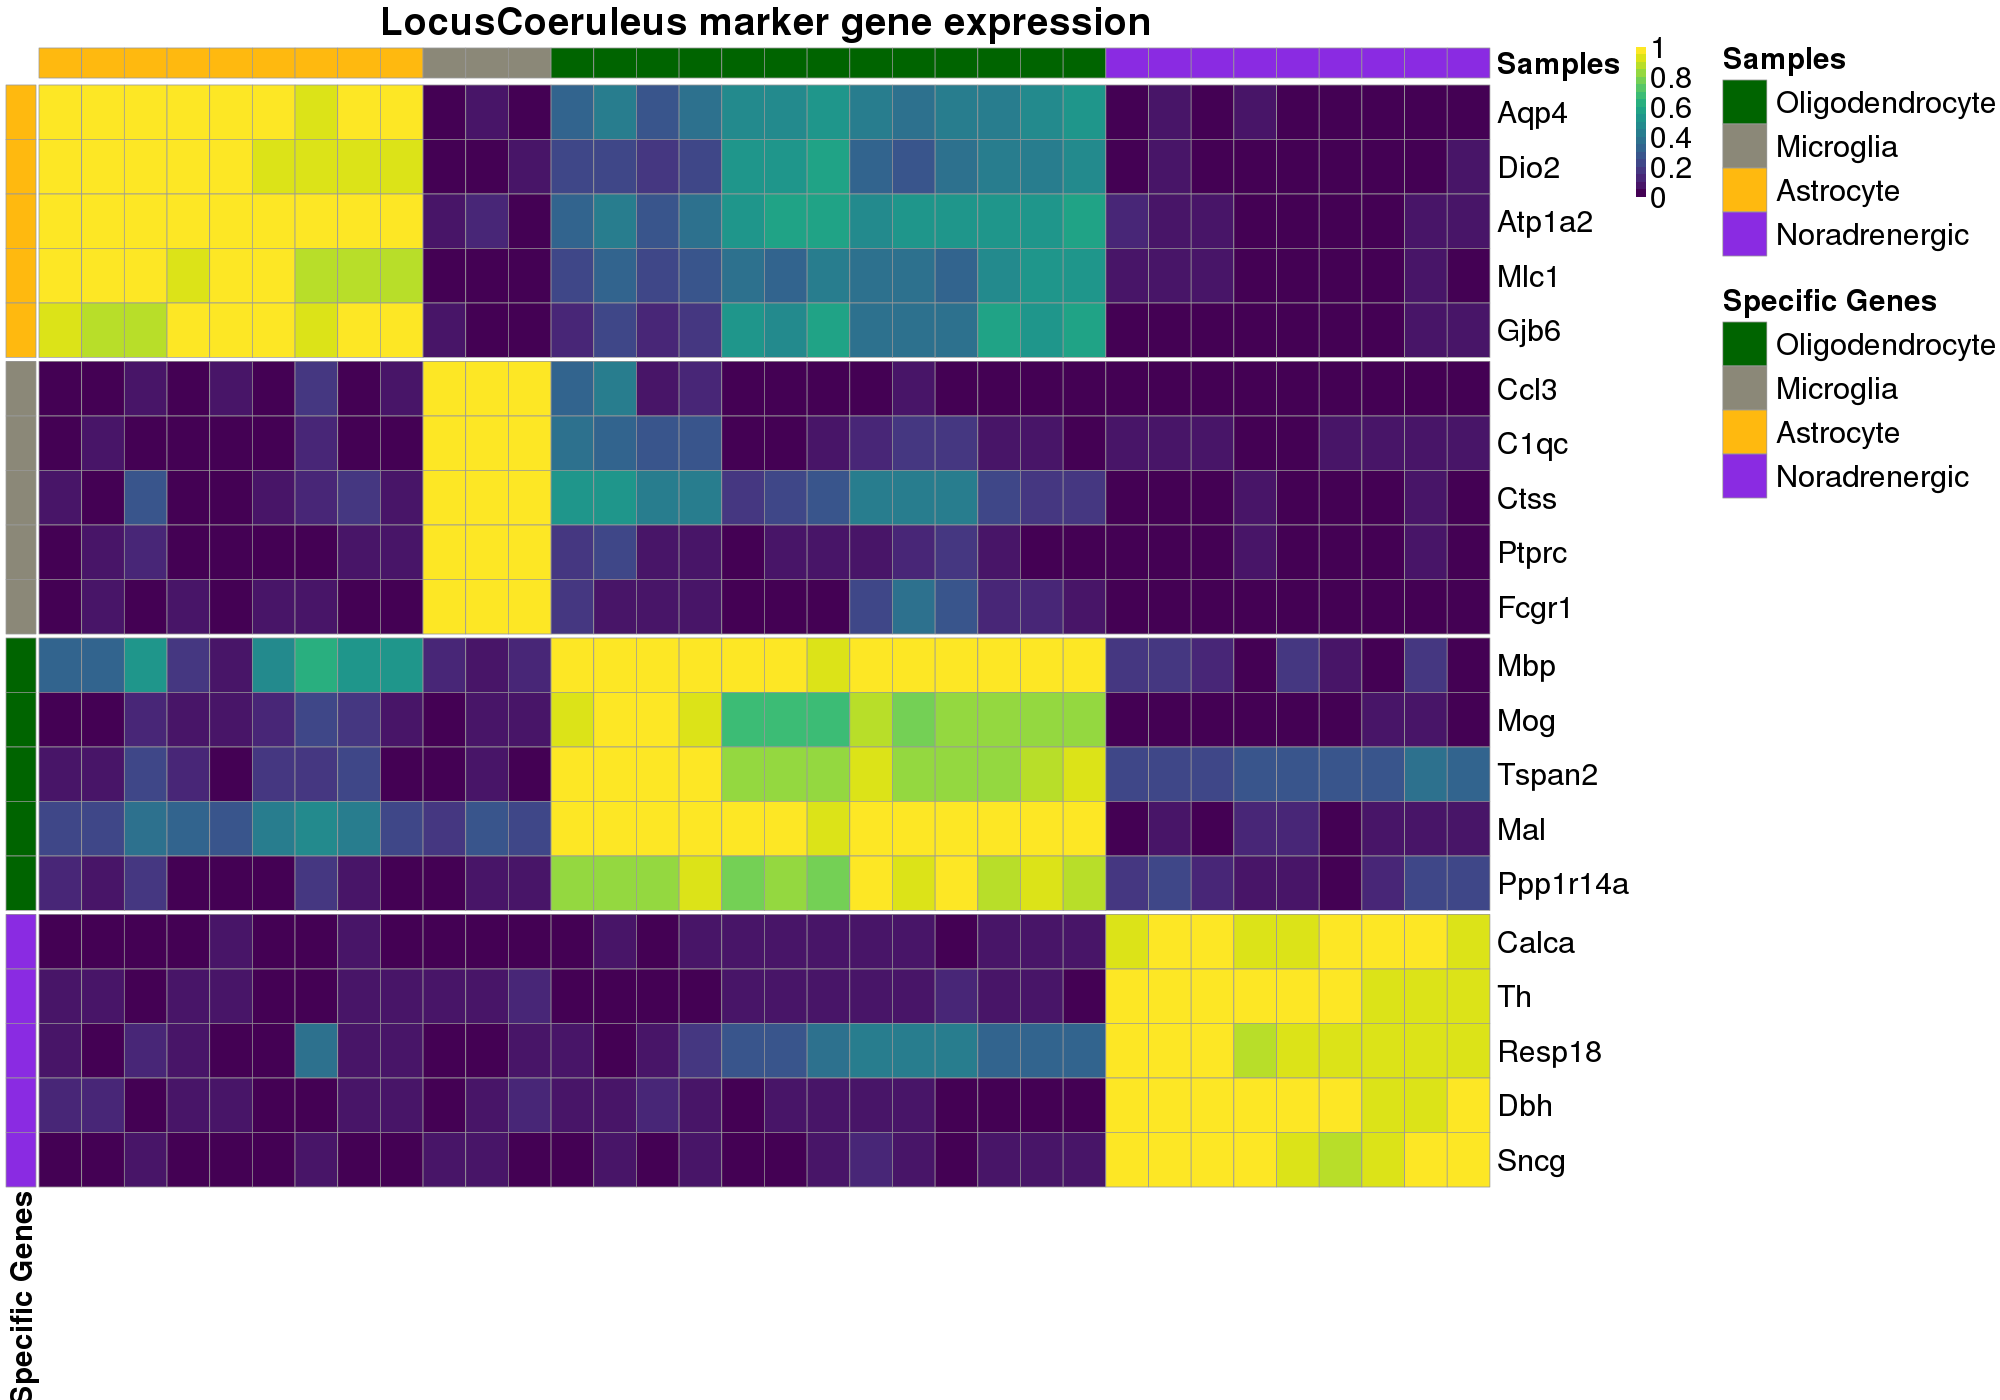 LocusCoeruleus marker gene expression
Samples
Aqp4
Dio2
Atp1a2
Mlc1
Gjb6
Ccl3
C1qc
Ctss
Ptprc
Fcgr1
Mbp
Mog
Tspan2
Mal
Ppp1r14a
Calca
Th
Resp18
Dbh
Sncg
Specific Genes
1
0.8
0.6
0.4
0.2
0
Samples
Oligodendrocyte
Microglia
Astrocyte
Noradrenergic
Specific Genes
Oligodendrocyte
Microglia
Astrocyte
Noradrenergic